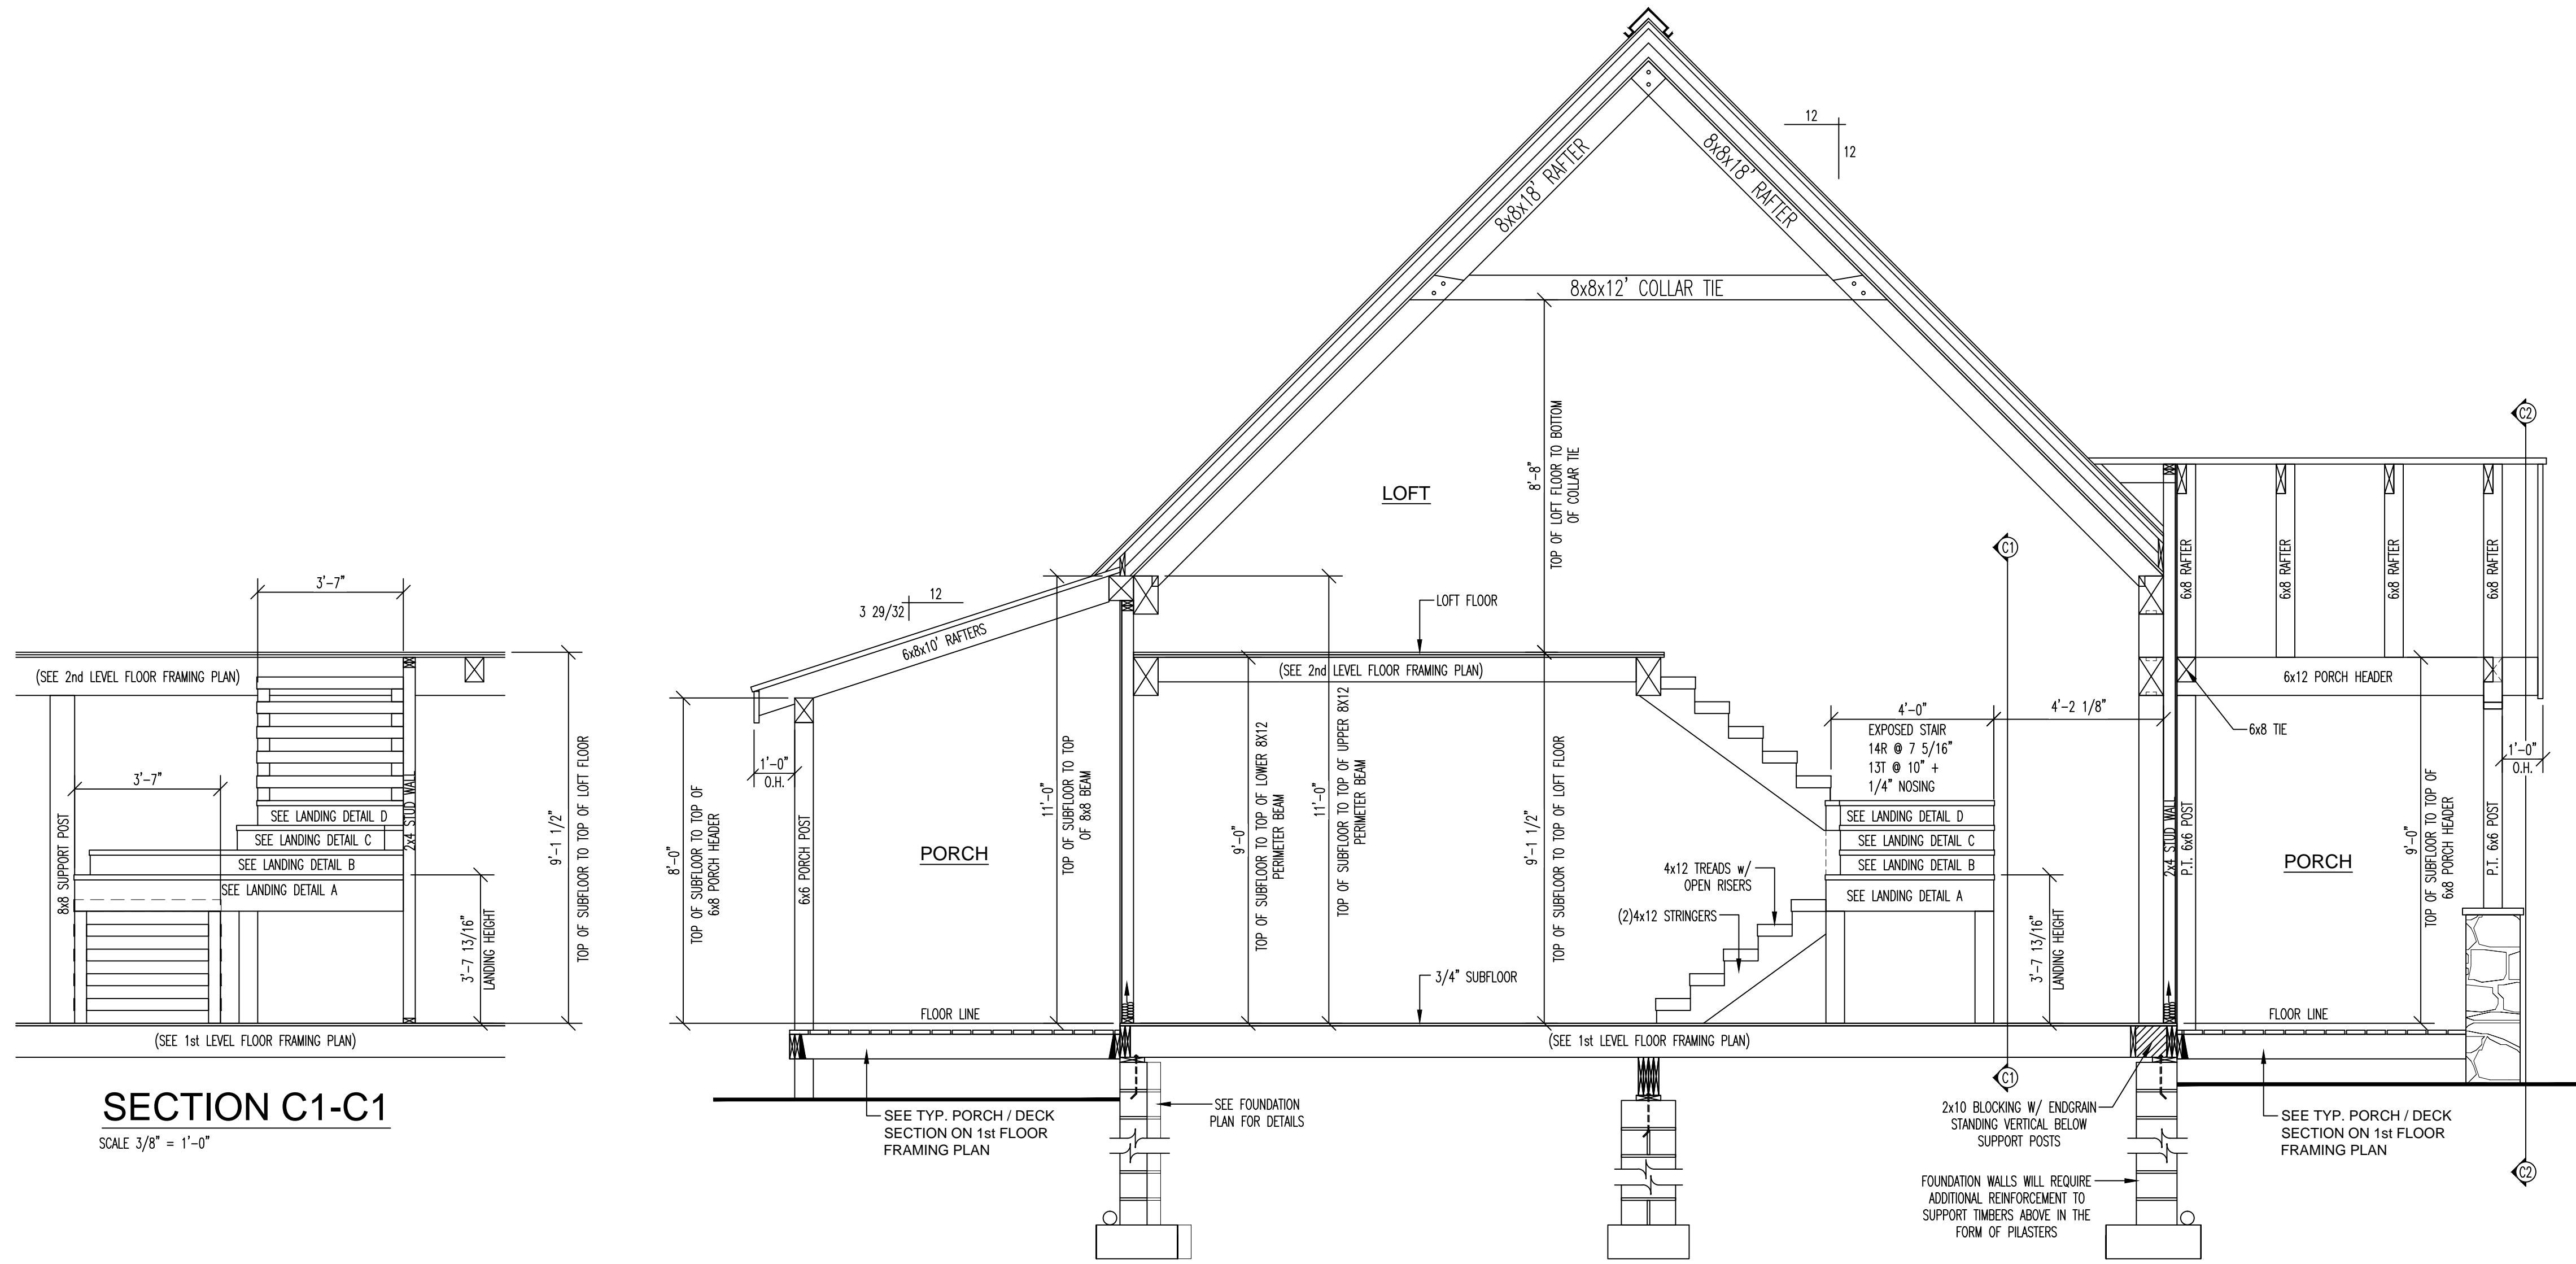 12
12
8x8x18' RAFTER
8x8x18' RAFTER
8x8x12' COLLAR TIE
LOFT
8'-8"
TOP OF LOFT FLOOR TO BOTTOM
OF COLLAR TIE
C2
C1
LOFT FLOOR
12
3 29/32
6x8x10' RAFTERS
(SEE 2nd LEVEL FLOOR FRAMING PLAN)
6x8 RAFTER
6x8 RAFTER
6x8 RAFTER
6x8 RAFTER
6x12 PORCH HEADER
6x8 TIE
1'-0"
O.H.
3'-7"
(SEE 2nd LEVEL FLOOR FRAMING PLAN)
3'-7"
8x8 SUPPORT POST
2x4 STUD WALL
SEE LANDING DETAIL D
SEE LANDING DETAIL C
SEE LANDING DETAIL B
SEE LANDING DETAIL A
3'-7 13/16"
LANDING HEIGHT
9'-1 1/2"
TOP OF SUBFLOOR TO TOP OF LOFT FLOOR
(SEE 1st LEVEL FLOOR FRAMING PLAN)
SECTION C1-C1
SCALE 3/8" = 1'-0"
8'-0"
TOP OF SUBFLOOR TO TOP OF
6x8 PORCH HEADER
1'-0"
O.H.
6x6 PORCH POST
PORCH
FLOOR LINE
11'-0"
TOP OF SUBFLOOR TO TOP
OF 8x8 BEAM
9'-0"
TOP OF SUBFLOOR TO TOP OF LOWER 8X12
PERIMETER BEAM
11'-0"
TOP OF SUBFLOOR TO TOP OF UPPER 8X12
PERIMETER BEAM
9'-1 1/2"
TOP OF SUBFLOOR TO TOP OF LOFT FLOOR
3/4" SUBFLOOR
4'-0"
4'-2 1/8"
EXPOSED STAIR
14R @ 7 5/16"
13T @ 10" +
1/4" NOSING
SEE LANDING DETAIL D
SEE LANDING DETAIL C
SEE LANDING DETAIL B
SEE LANDING DETAIL A
4x12 TREADS w/
OPEN RISERS
(2)4x12 STRINGERS
3'-7 13/16"
LANDING HEIGHT
2x4 STUD WALL
P.T. 6x6 POST
PORCH
FLOOR LINE
9'-0"
TOP OF SUBFLOOR TO TOP OF
6x8 PORCH HEADER
P.T. 6x6 POST
(SEE 1st LEVEL FLOOR FRAMING PLAN)
C1
SEE TYP. PORCH / DECK
SECTION ON 1st FLOOR
FRAMING PLAN
SEE FOUNDATION
PLAN FOR DETAILS
2x10 BLOCKING W/ ENDGRAIN
STANDING VERTICAL BELOW
SUPPORT POSTS
FOUNDATION WALLS WILL REQUIRE
ADDITIONAL REINFORCEMENT TO
SUPPORT TIMBERS ABOVE IN THE
FORM OF PILASTERS
SEE TYP. PORCH / DECK
SECTION ON 1st FLOOR
FRAMING PLAN
C2